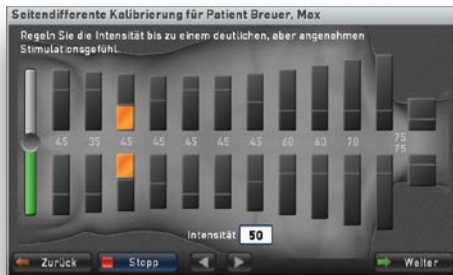 Seitendifferente Kalibrierung für Patient Breuer, Max
Regeln Sie die Intensität bis zu einem deutlichen, aber angenehmen
Stimulationsgefühl.
45 35 45 45 45 45 45 60 60 70 75
75
Intensität 50
Zurück Stopp Weiter